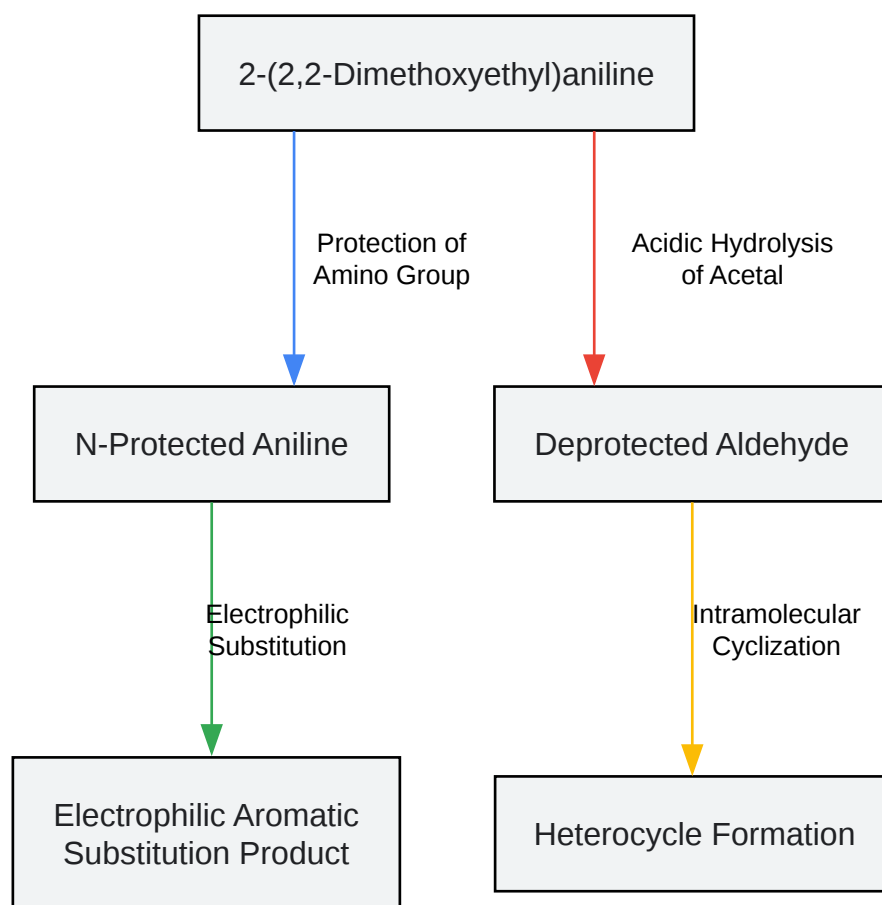 2-(2,2-Dimethoxyethyl)aniline
Protection of
Amino Group
Acidic Hydrolysis
of Acetal
N-Protected Aniline
Deprotected Aldehyde
Electrophilic
Substitution
Intramolecular
Cyclization
Electrophilic Aromatic
Substitution Product
Heterocycle Formation